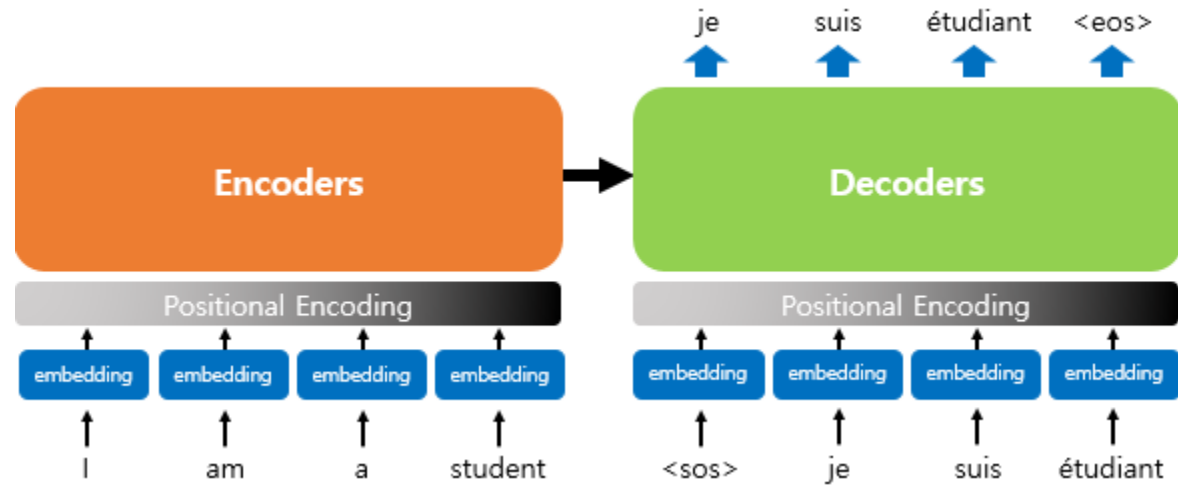 je suis étudiant <eos>
Encoders
Decoders
Positional Encoding
Positional Encoding
embedding embedding embedding embedding
embedding embedding embedding embedding
I am a student
<sos> je suis étudiant